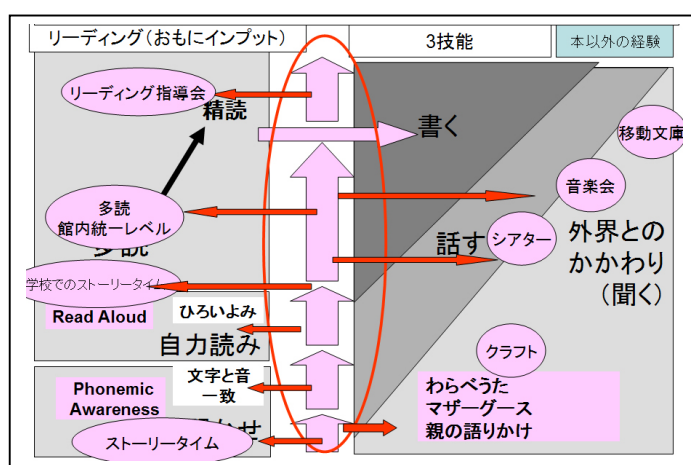 リーディング(おもにインプット)
3技能
本以外の経験
リーディング指導会
精読
書く
移動文庫
音楽会
多読
館内統一レベル
多読
話す
シアター
外界との
かかわり
(聞く)
学校でのストーリータイム
Read Aloud
ひろいよみ
自力読み
クラフト
文字と音
一致
Phonemic
Awareness
わらべうた
マザーグース
親の語りかけ
ストーリータイム
せ